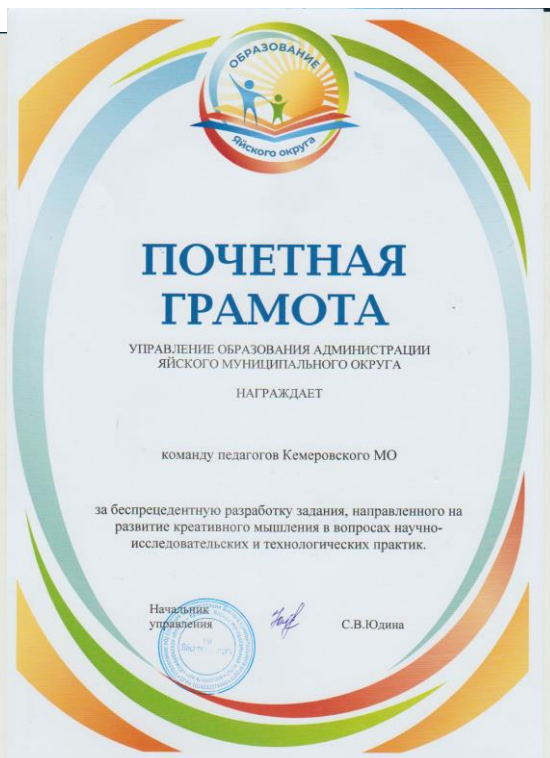 ОБРАЗОВАНИЕ
Яйского округа
ПОЧЕТНАЯ
ГРАМОТА
УПРАВЛЕНИЕ ОБРАЗОВАНИЯ АДМИНИСТРАЦИИ
ЯЙСКОГО МУНИЦИПАЛЬНОГО ОКРУГА
НАГРАЖДАЕТ
команду педагогов Кемеровского МО
за беспрецедентную разработку задания, направленного на
развитие креативного мышления в вопросах научно-
исследовательских и технологических практик.
Начальник
управления
С.В.Юдина